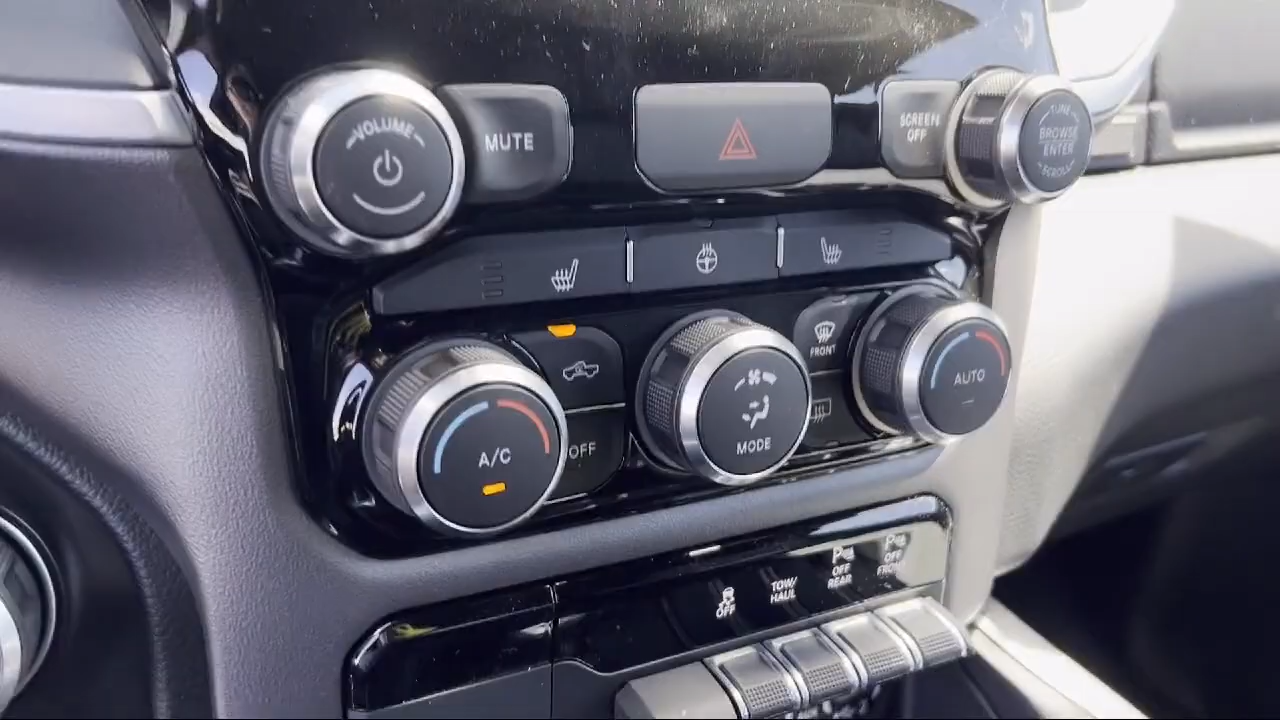 VOLUME
MUTE
SCREEN
OFF
TUNE
BROWSE
ENTER
SCROLL
FRONT
A/C
OFF
MODE
AUTO
OFF
TOW/
HAUL
OFF
REAR
OFF
FRONT